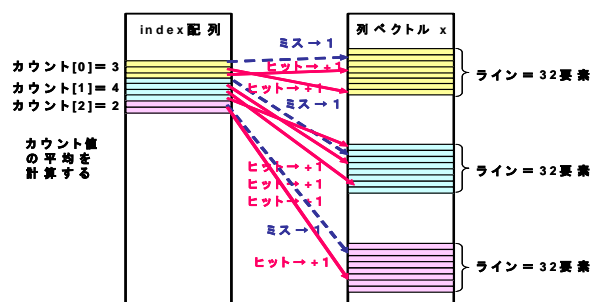 index配列
列ベクトル x
ミス→1
カウント[0]=3
ヒット→+1
ライン=32要素
カウント[1]=4
ヒット→+1
カウント[2]=2
ミス→1
カウント値
の平均を
計算する
ヒット→+1
ヒット→+1
ヒット→+1
ライン=32要素
ミス→1
ヒット→+1
ライン=32要素